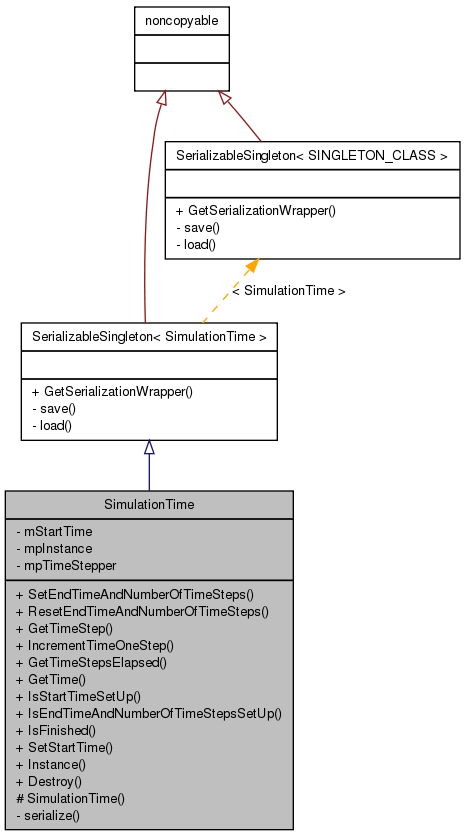 noncopyable
SerializableSingleton< SINGLETON_CLASS >
+ GetSerializationWrapper()
- save()
- load()
< SimulationTime >
SerializableSingleton< SimulationTime >
+ GetSerializationWrapper()
- save()
- load()
SimulationTime
- mStartTime
- mpInstance
- mpTimeStepper
+ SetEndTimeAndNumberOfTimeSteps()
+ ResetEndTimeAndNumberOfTimeSteps()
+ GetTimeStep()
+ IncrementTimeOneStep()
+ GetTimeStepsElapsed()
+ GetTime()
+ IsStartTimeSetUp()
+ IsEndTimeAndNumberOfTimeStepsSetUp()
+ IsFinished()
+ SetStartTime()
+ Instance()
+ Destroy()
# SimulationTime()
- serialize()